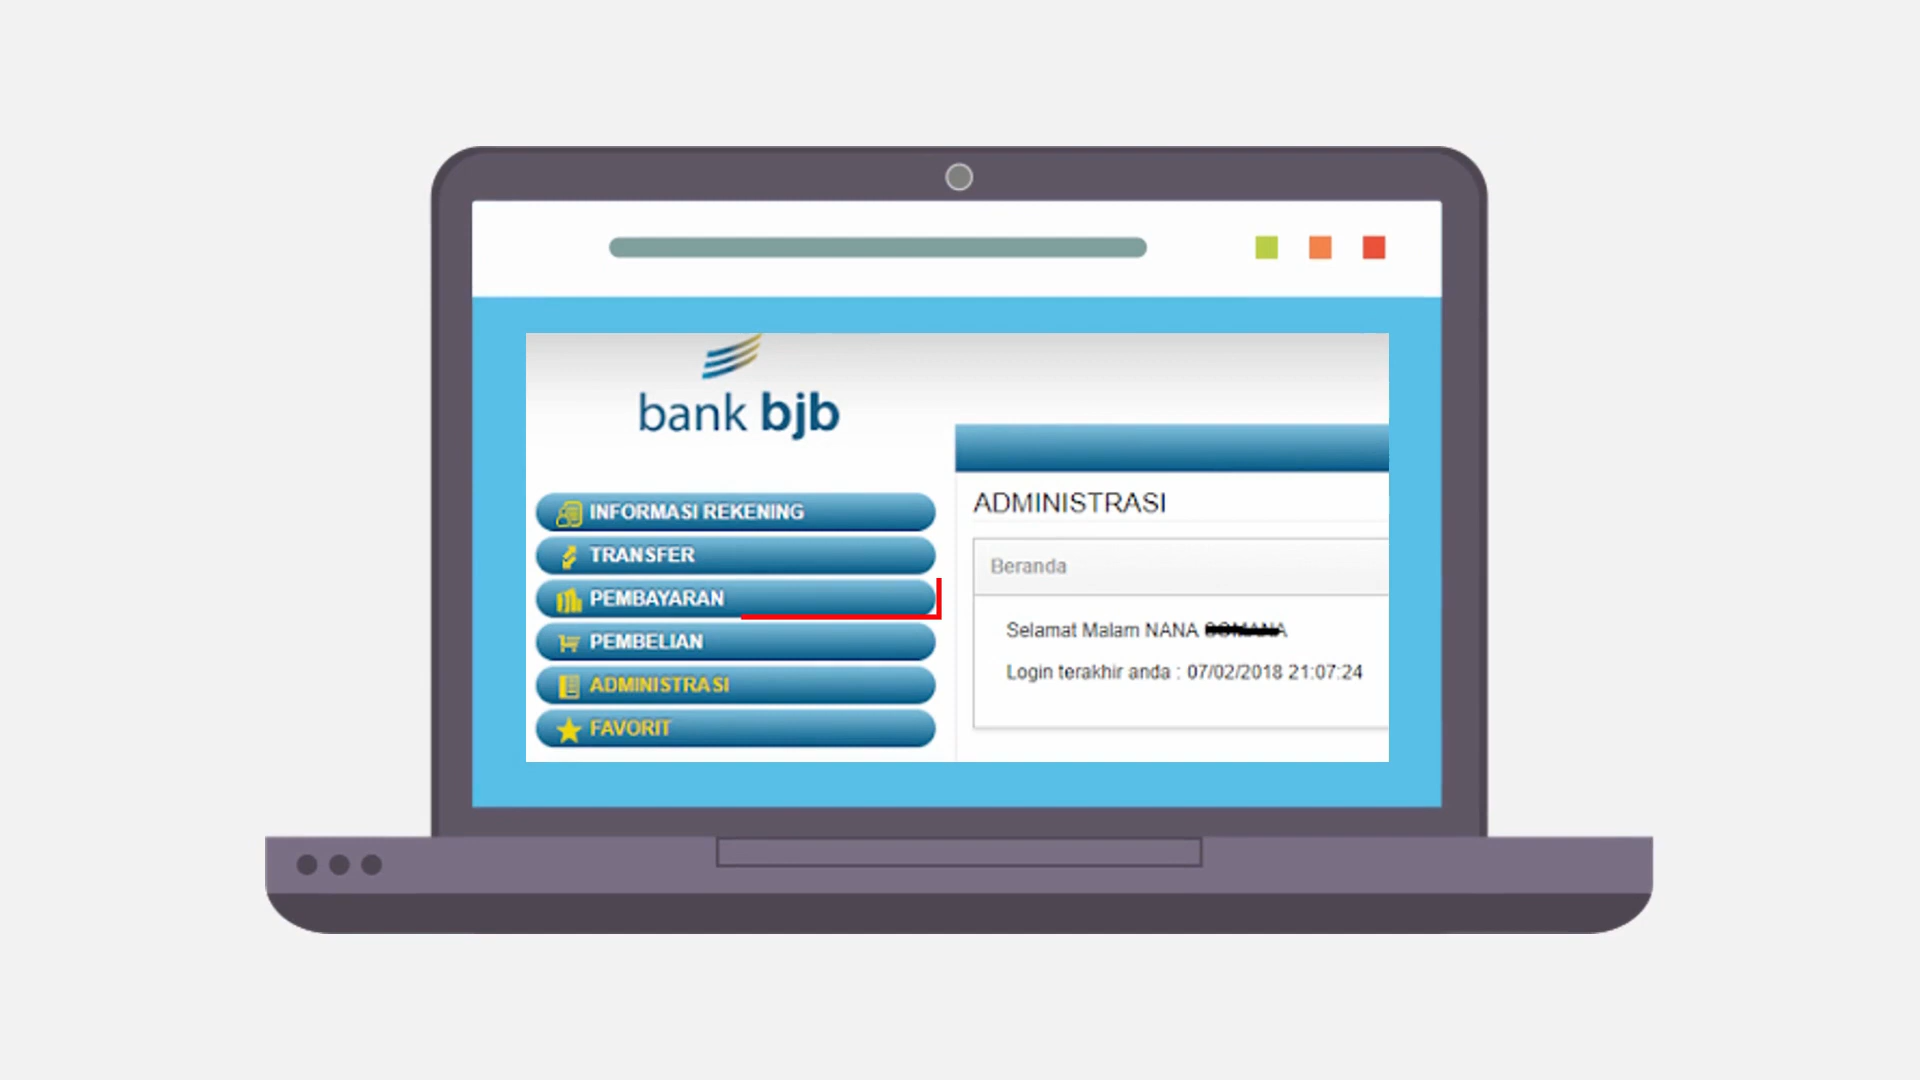 bank bjb
INFORMASI REKENING
TRANSFER
PEMBAYARAN
PEMBELIAN
ADMINISTRASI
FAVORIT
ADMINISTRASI
Beranda
Selamat Malam NANA
Login terakhir anda : 07/02/2018 21:07:24